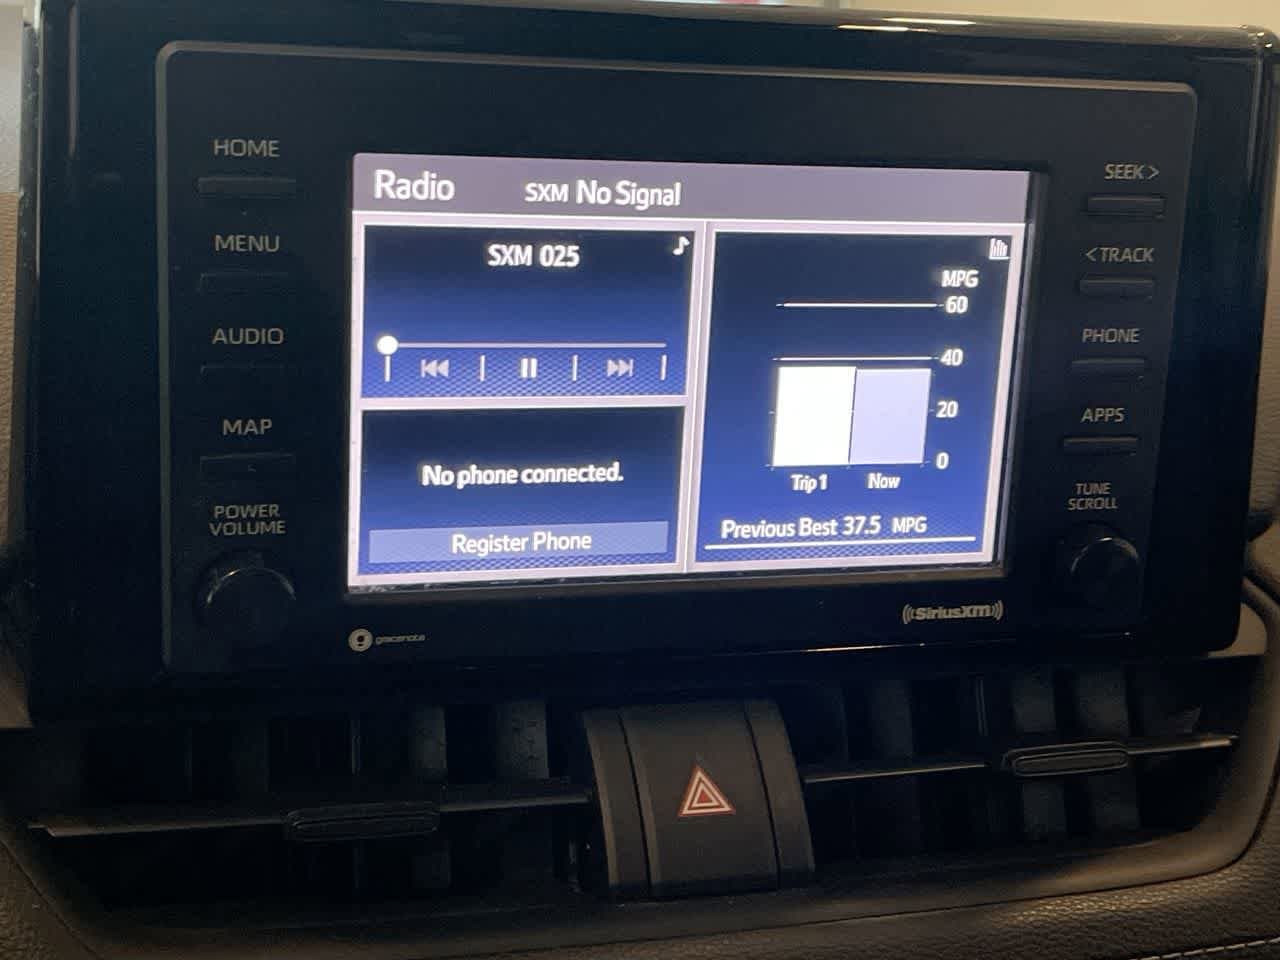 HOME
MENU
AUDIO
MAP
POWER
VOLUME
Radio
SXM No Signal
SXM 025
No phone connected.
Register Phone
MPG
60
40
20
0
Trip 1
Now
Previous Best 37.5 MPG
SEEK >
< TRACK
PHONE
APPS
TUNE
SCROLL
gracenote
((SiriusXM))